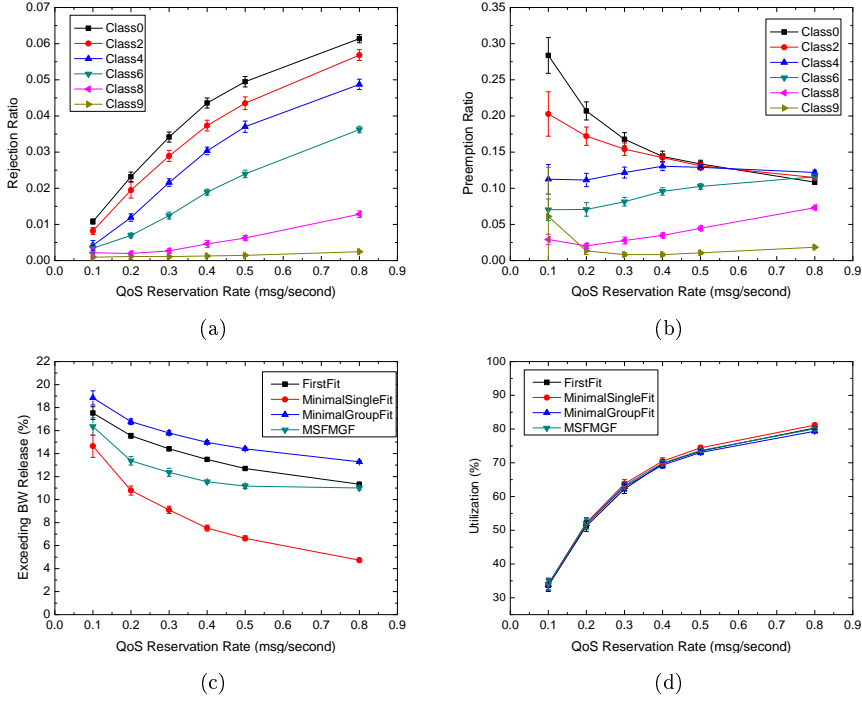 0.07
0.06
0.05
0.04
0.03
0.02
0.01
0.00
Rejection Ratio
Class0
Class2
Class4
Class6
Class8
Class9
0.0 0.1 0.2 0.3 0.4 0.5 0.6 0.7 0.8 0.9
QoS Reservation Rate (msg/second)
(a)
0.35
0.30
0.25
0.20
0.15
0.10
0.05
0.00
Preemption Ratio
Class0
Class2
Class4
Class6
Class8
Class9
0.0 0.1 0.2 0.3 0.4 0.5 0.6 0.7 0.8 0.9
QoS Reservation Rate (msg/second)
(b)
22
20
18
16
14
12
10
8
6
4
2
0
Exceeding BW Release (%)
FirstFit
MinimalSingleFit
MinimalGroupFit
MSFMGF
0.0 0.1 0.2 0.3 0.4 0.5 0.6 0.7 0.8 0.9
QoS Reservation Rate (msg/second)
(c)
100
90
80
70
60
50
40
30
Utilization (%)
FirstFit
MinimalSingleFit
MinimalGroupFit
MSFMGF
0.0 0.1 0.2 0.3 0.4 0.5 0.6 0.7 0.8 0.9
QoS Reservation Rate (msg/second)
(d)